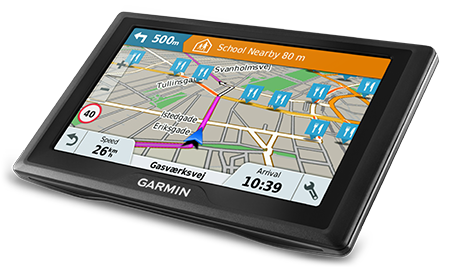 500m
School Nearby 80 m
Svanholmsvej
Tullinsgade
40
Istedgade
Eriksgade
Speed
26 km h
Gasværksvej
Arrival
10:39
GARMIN